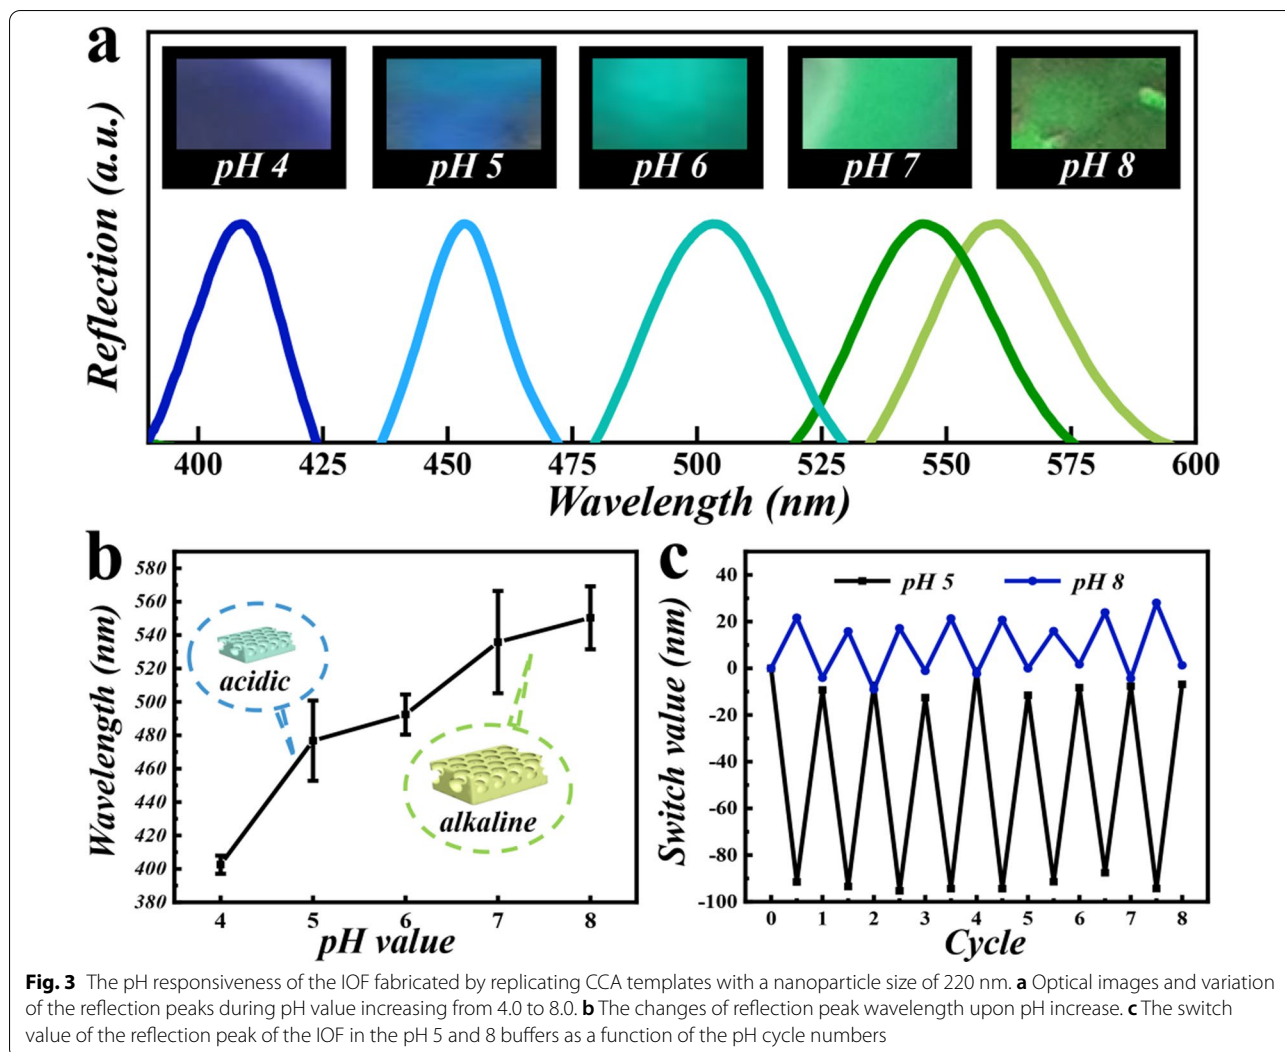 a
pH 4 pH 5 pH 6 pH 7 pH 8
Reflection (a.u.)
400 425 450 475 500 525 550 575 600
Wavelength (nm)
b
Wavelength (nm)
580
560
540
520
500
480
460
440
420
400
380
acidic
alkaline
4 5 6 7 8
pH value
c
Switch value (nm)
40
20
0
-20
-40
-60
-80
-100
pH 5 pH 8
0 1 2 3 4 5 6 7 8
Cycle
Fig. 3 The pH responsiveness of the IOF fabricated by replicating CCA templates with a nanoparticle size of 220 nm. a Optical images and variation
of the reflection peaks during pH value increasing from 4.0 to 8.0. b The changes of reflection peak wavelength upon pH increase. c The switch
value of the reflection peak of the IOF in the pH 5 and 8 buffers as a function of the pH cycle numbers